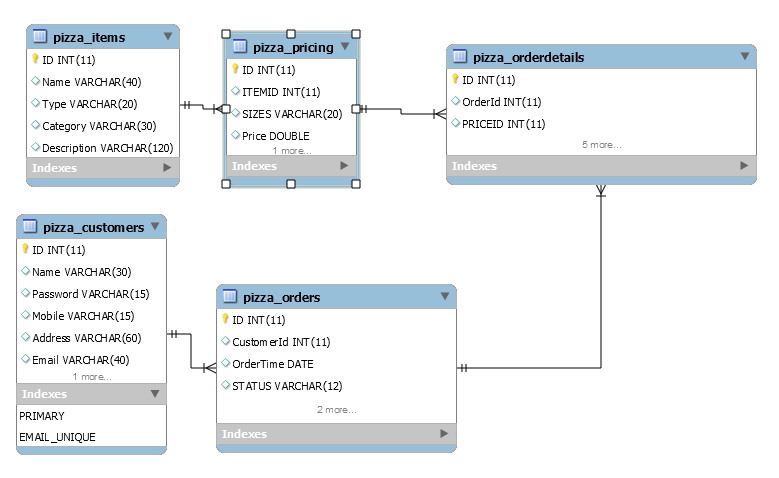 pizza_items
ID INT(11)
Name VARCHAR(40)
Type VARCHAR(20)
Category VARCHAR(30)
Description VARCHAR(120)
Indexes
pizza_pricing
ID INT(11)
ITEMID INT(11)
SIZES VARCHAR(20)
Price DOUBLE
1 more...
Indexes
pizza_orderdetails
ID INT(11)
OrderId INT(11)
PRICEID INT(11)
5 more...
Indexes
pizza_customers
ID INT(11)
Name VARCHAR(30)
Password VARCHAR(15)
Mobile VARCHAR(15)
Address VARCHAR(60)
Email VARCHAR(40)
1 more...
Indexes
PRIMARY
EMAIL_UNIQUE
pizza_orders
ID INT(11)
CustomerId INT(11)
OrderTime DATE
STATUS VARCHAR(12)
2 more...
Indexes